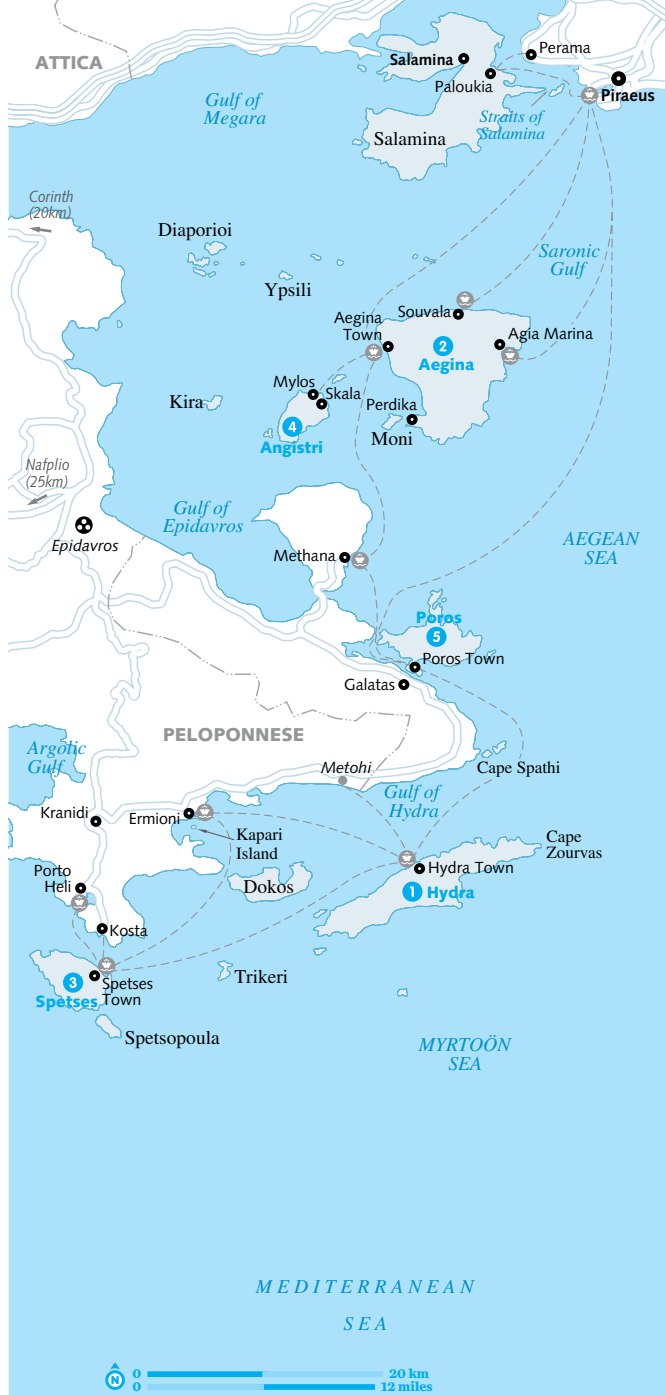 ATTICA
Perama
Salamina
Paloukia
Piraeus
Gulf of
Megara
Straits of
Salamina
Salamina
Corinth
(20km)
Diaporioi
Saronic
Gulf
Ypsili
Aegina
Town
Souvala
Agia Marina
2
Aegina
Mylos
Skala
Kira
Perdika
4
Angistri
Moni
Nafplio
(25km)
Gulf of
Epidavros
Epidavros
AEGEAN
SEA
Methana
Poros
5
Poros Town
Galatas
PELOPONNESE
Argolic
Gulf
Metohi
Cape Spathi
Gulf of
Hydra
Kranidi
Ermioni
Kapari
Island
Cape
Zourvas
Porto
Heli
Dokos
Hydra Town
1 Hydra
Kosta
3
Spetses
Spetses
Town
Trikeri
Spetsopoula
MYRTOÖN
SEA
MEDITERRANEAN
SEA
N
0 20 km
0 12 miles